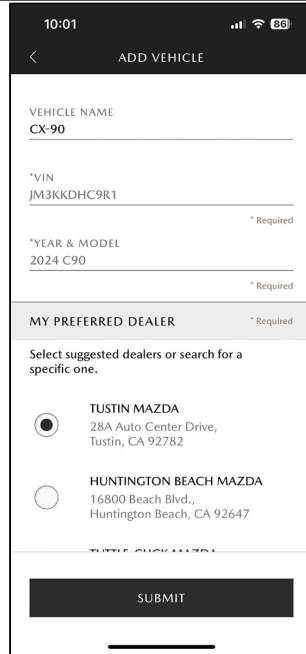 10:01
86
ADD VEHICLE
VEHICLE NAME
CX-90
*VIN
JM3KKDHC9R1
* Required
*YEAR & MODEL
2024 C90
* Required
MY PREFERRED DEALER
* Required
Select suggested dealers or search for a
specific one.
TUSTIN MAZDA
28A Auto Center Drive,
Tustin, CA 92782
HUNTINGTON BEACH MAZDA
16800 Beach Blvd.,
Huntington Beach, CA 92647
SUBMIT